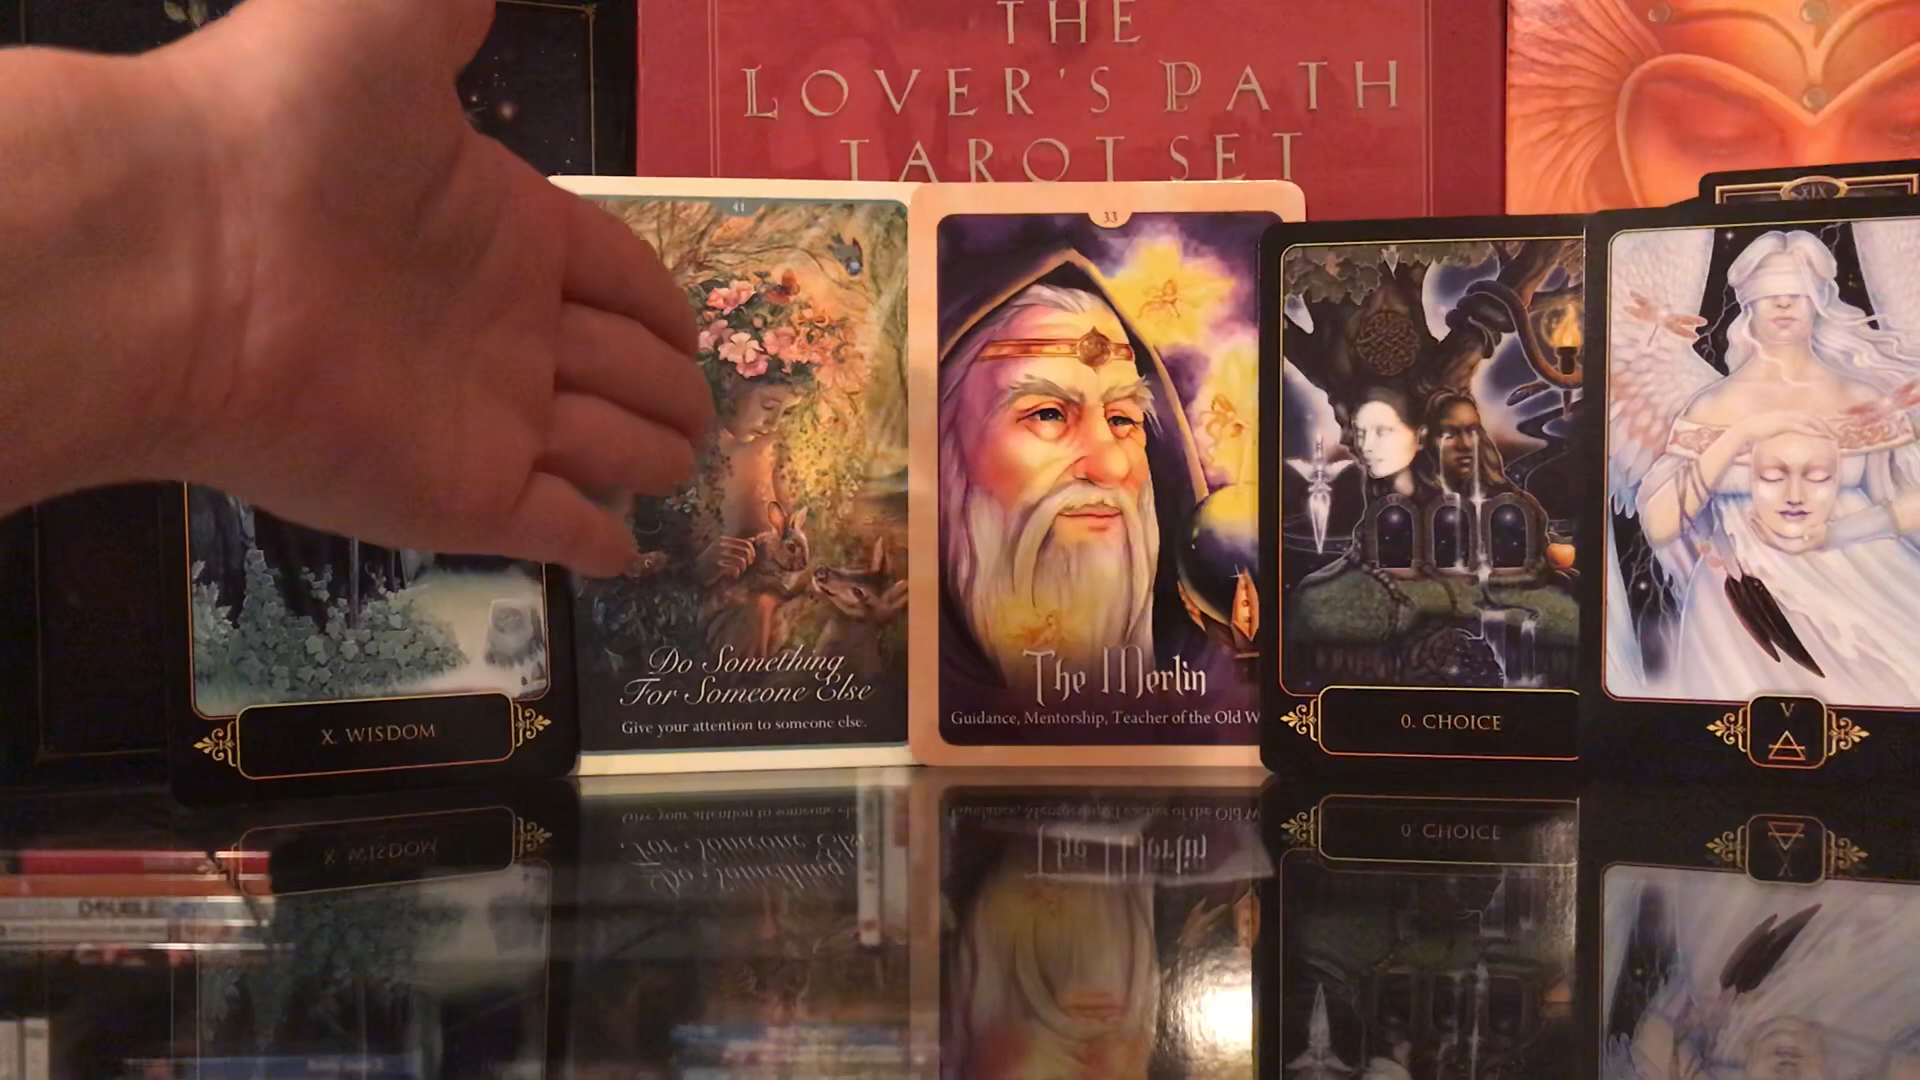 THE
LOVER'S PATH
TAROT SET
XIX
41
33
Do Something
For Someone Else
Give your attention to someone else.
The Merlin
Guidance, Mentorship, Teacher of the Old W
X. WISDOM
0. CHOICE
V